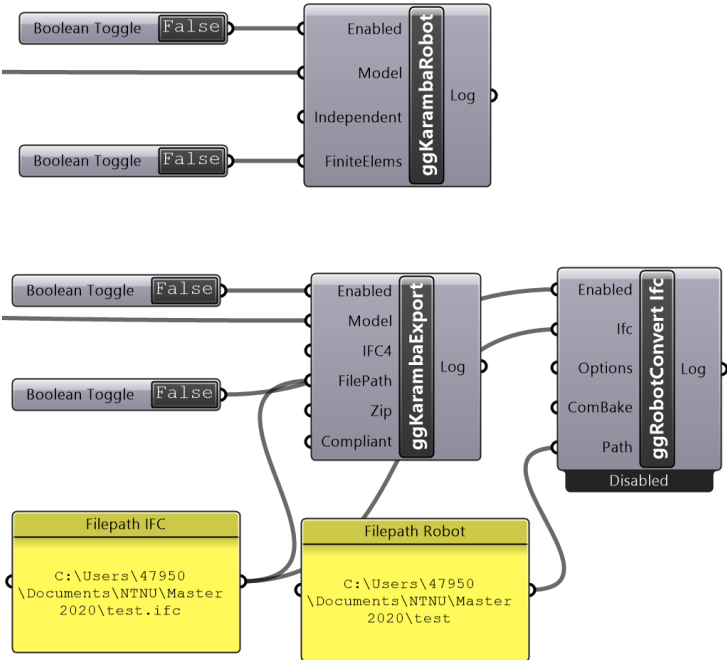 Boolean Toggle False
Enabled
Model
Independent
FiniteElems
ggKarambaRobot
Log
Boolean Toggle False
Boolean Toggle False
Enabled
Model
IFC4
FilePath
Zip
Compliant
ggKarambaExport
Log
Boolean Toggle False
Enabled
Ifc
Options
ComBake
Path
ggRobotConvert Ifc
Log
Disabled
Filepath IFC
C:\Users\47950
\Documents\NTNU\Master
2020\test.ifc
Filepath Robot
C:\Users\47950
\Documents\NTNU\Master
2020\test